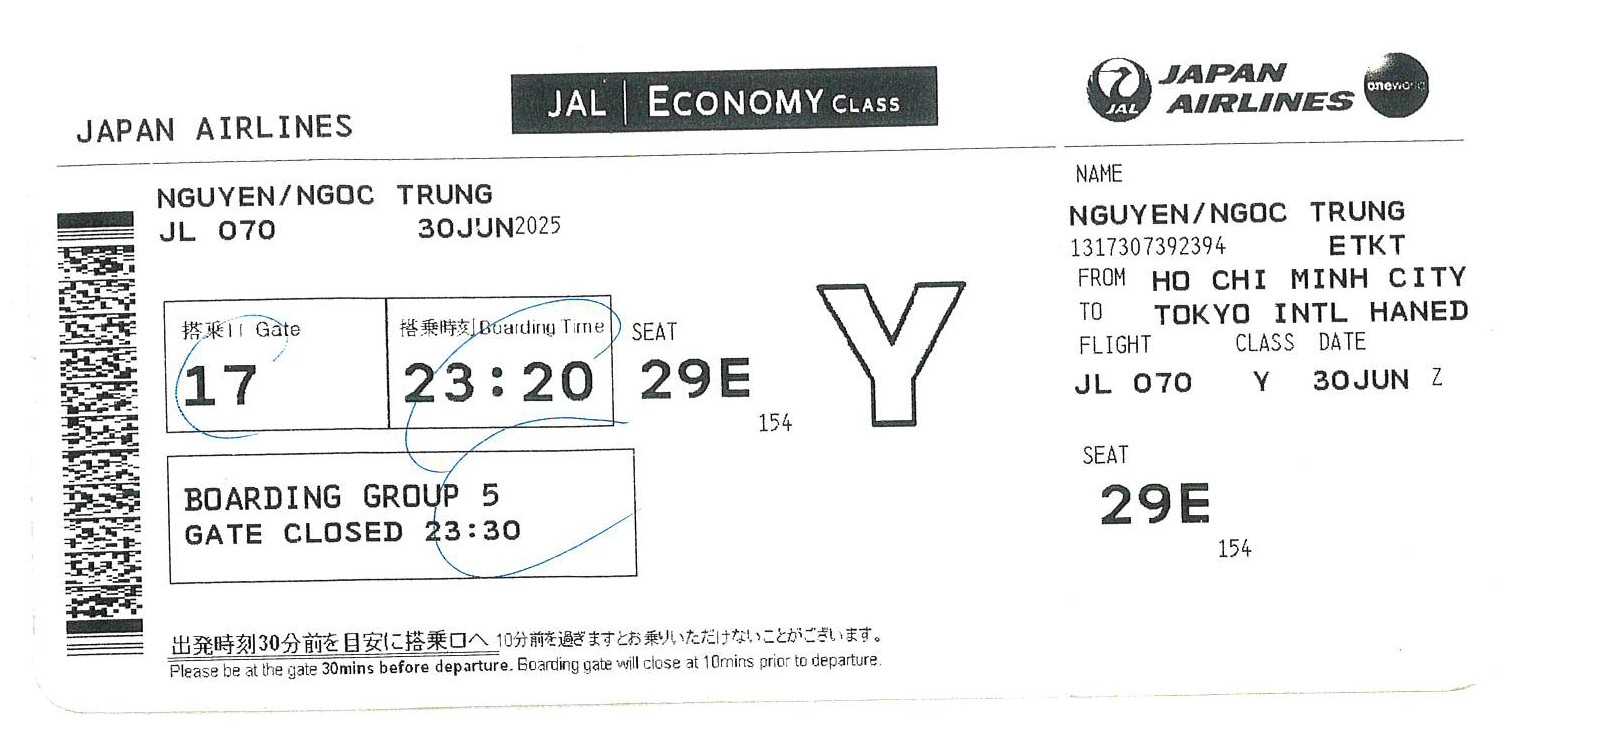 JAPAN AIRLINES
JAL | ECONOMY CLASS
JAL
JAPAN
AIRLINES
oneworld
NGUYEN/NGOC TRUNG
JL 070 30JUN2025
搭乗口 Gate
17
搭乗時刻 Boarding Time
23:20
SEAT
29E
154
Y
BOARDING GROUP 5
GATE CLOSED 23:30
出発時刻30分前を目安に搭乗口へ 10分前を過ぎますとお乗りいただけないことがございます。
Please be at the gate 30mins before departure. Boarding gate will close at 10mins prior to departure.
NAME
NGUYEN/NGOC TRUNG
1317307392394 ETKT
FROM HO CHI MINH CITY
TO TOKYO INTL HANED
FLIGHT CLASS DATE
JL 070 Y 30JUN Z
SEAT
29E
154